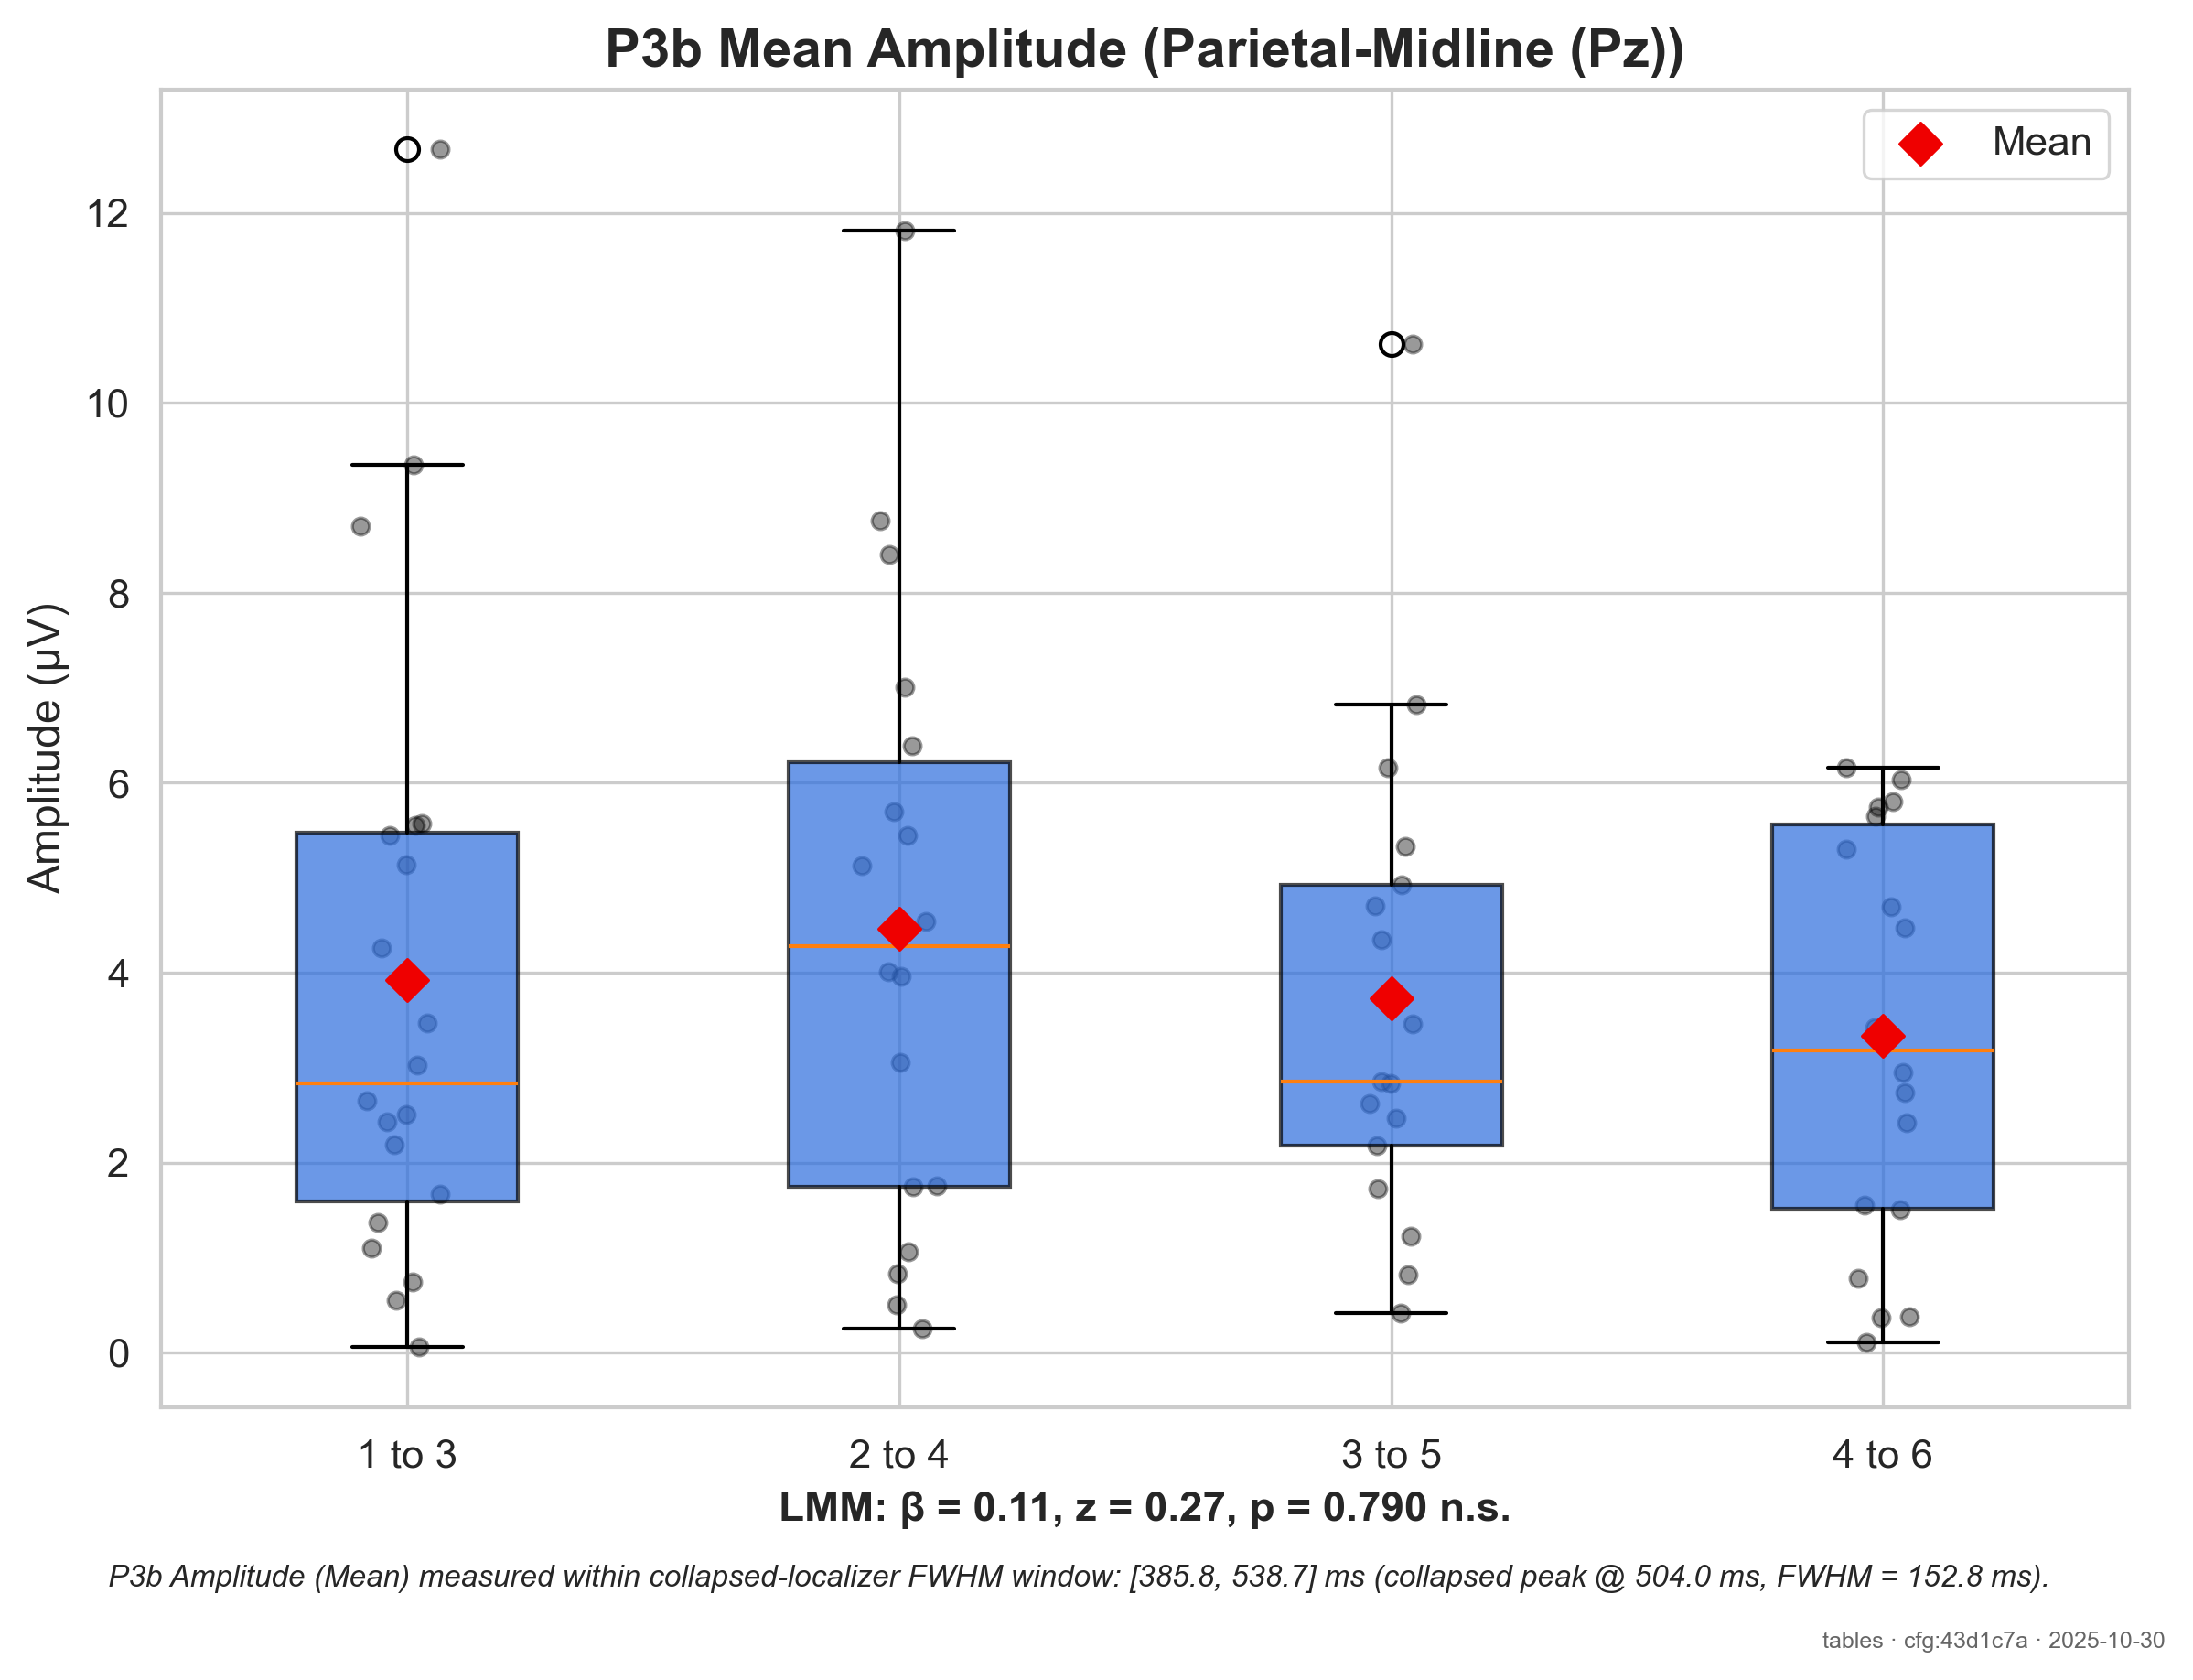 P3b Mean Amplitude (Parietal-Midline (Pz))
Mean
Amplitude (µV)
12
10
8
6
4
2
0
1 to 3
2 to 4
3 to 5
4 to 6
LMM: β = 0.11, z = 0.27, p = 0.790 n.s.
P3b Amplitude (Mean) measured within collapsed-localizer FWHM window: [385.8, 538.7] ms (collapsed peak @ 504.0 ms, FWHM = 152.8 ms).
tables · cfg:43d1c7a · 2025-10-30